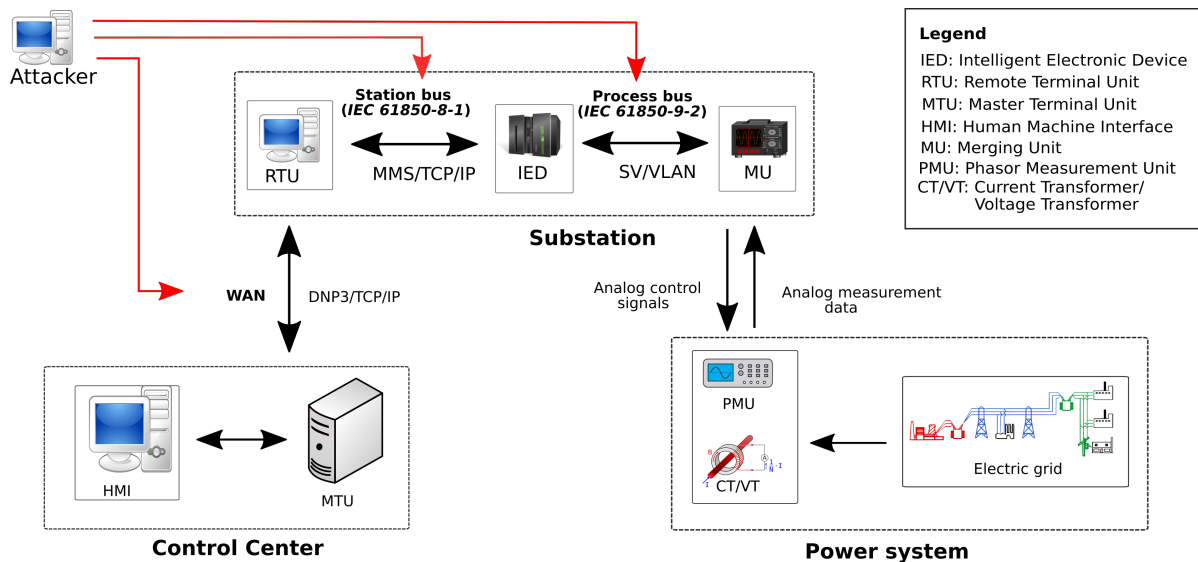 Attacker
Station bus
(IEC 61850-8-1)
Process bus
(IEC 61850-9-2)
RTU
MMS/TCP/IP
IED
SV/VLAN
MU
Substation
Legend
IED: Intelligent Electronic Device
RTU: Remote Terminal Unit
MTU: Master Terminal Unit
HMI: Human Machine Interface
MU: Merging Unit
PMU: Phasor Measurement Unit
CT/VT: Current Transformer/
Voltage Transformer
WAN
DNP3/TCP/IP
Analog control
signals
Analog measurement
data
HMI
MTU
Control Center
PMU
B
A
1/N·I
I
CT/VT
Electric grid
Power system